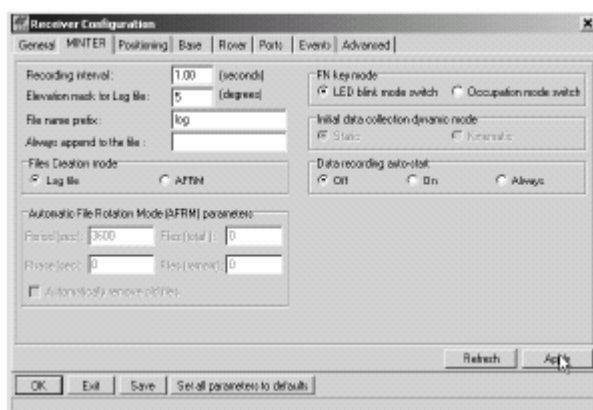 Receiver Configuration
General MINTER Positioning Base Rover Ports Events Advanced
Recording interval: 1.00 (seconds)
Elevation mask for Log file: 5 (degrees)
File name prefix: log
Always append to the file:
Files Creation mode
Log file AFRM
Automatic File Rotation Mode (AFRM) parameters
Period (sec): 3600 Files (total): 0
Phase (sec): 0 Files (remain): 0
Automatically remove old files
FN key mode
LED blink mode switch Occupation mode switch
Initial data collection dynamic mode
Static Kinematic
Data recording auto-start
Off On Always
Refresh Apply
OK Exit Save Set all parameters to defaults